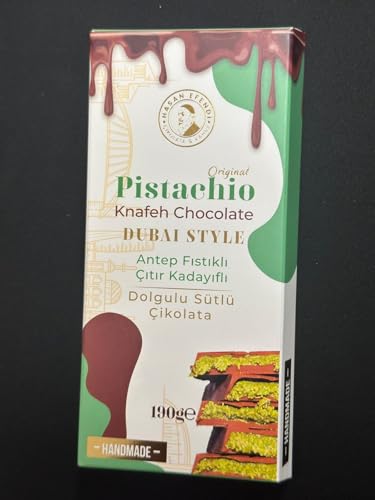 HASAN EFENDİ
Original
Pistachio
Knafeh Chocolate
DUBAI STYLE
Antep Fıstıklı
Çıtır Kadayıflı
Dolgulu Sütlü
Çikolata
190g℮
- HANDMADE -
- HANDMADE -